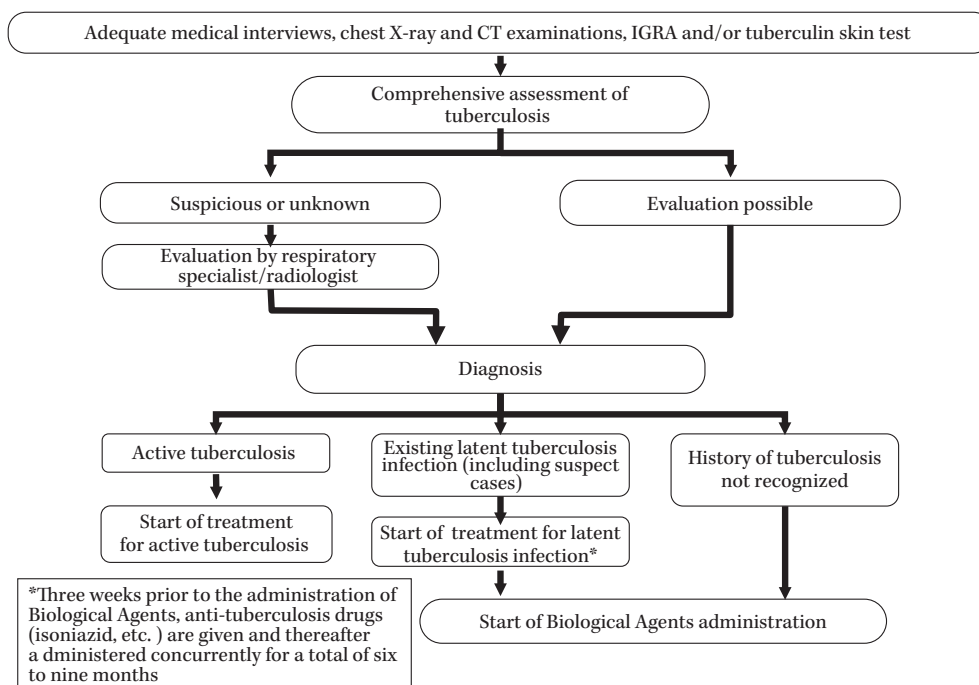 Adequate medical interviews, chest X-ray and CT examinations, IGRA and/or tuberculin skin test
Comprehensive assessment of
tuberculosis
Suspicious or unknown
Evaluation possible
Evaluation by respiratory
specialist/radiologist
Diagnosis
Active tuberculosis
Existing latent tuberculosis
infection (including suspect
cases)
History of tuberculosis
not recognized
Start of treatment
for active tuberculosis
Start of treatment for latent
tuberculosis infection*
*Three weeks prior to the administration of
Biological Agents, anti-tuberculosis drugs
(isoniazid, etc. ) are given and thereafter
a dministered concurrently for a total of six
to nine months
Start of Biological Agents administration